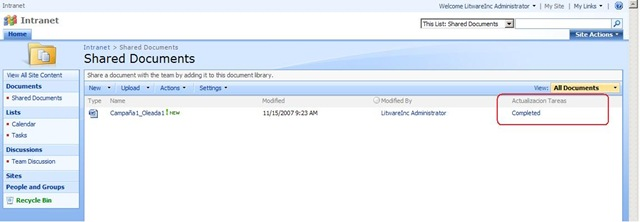 Intranet
Welcome LitwareInc Administrator
My Site
My Links
Intranet
This List: Shared Documents
Home
Site Actions
Intranet > Shared Documents
Shared Documents
View All Site Content
Share a document with the team by adding it to this document library.
Documents
Shared Documents
Lists
Calendar
Tasks
Discussions
Team Discussion
Sites
People and Groups
Recycle Bin
New
Upload
Actions
Settings
View: All Documents
Type Name Modified Modified By Actualizacion Tareas
Campaña1_Oleada1 ! NEW 11/15/2007 9:23 AM LitwareInc Administrator Completed